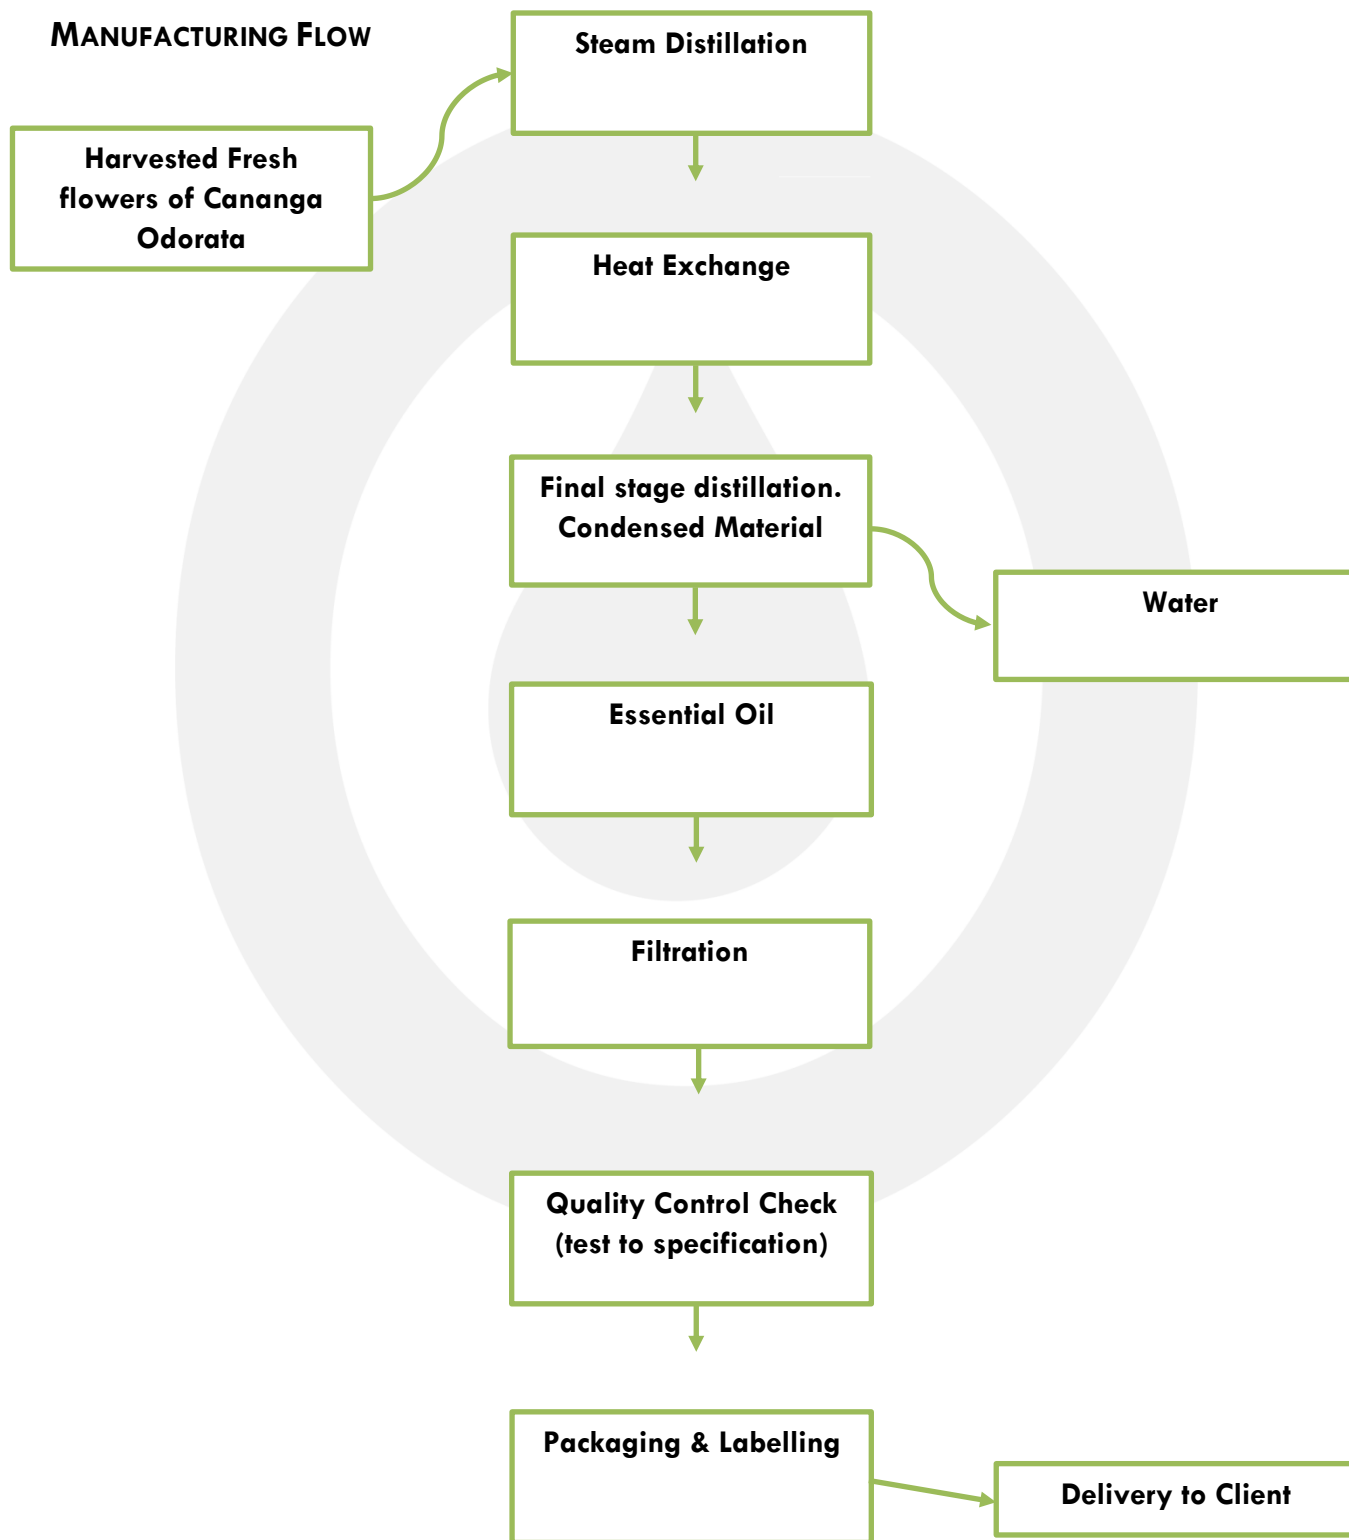 MANUFACTURING FLOW
Steam Distillation
Harvested Fresh
flowers of Cananga
Odorata
Heat Exchange
Final stage distillation.
Condensed Material
Water
Essential Oil
Filtration
Quality Control Check
(test to specification)
Packaging & Labelling
Delivery to Client